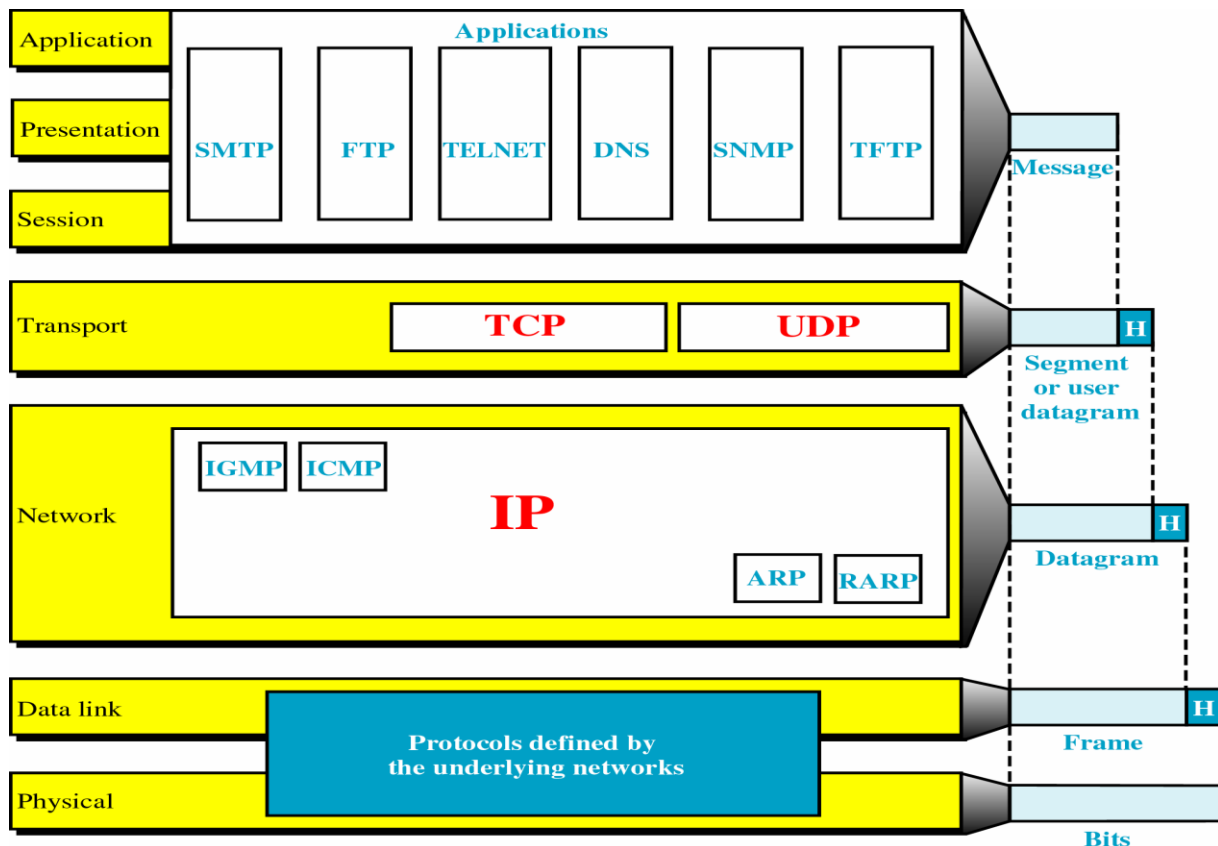 Application
Applications
Presentation
SMTP
FTP
TELNET
DNS
SNMP
TFTP
Message
Session
Transport
TCP
UDP
H
Segment
or user
datagram
IGMP
ICMP
Network
IP
H
Datagram
ARP
RARP
Data link
H
Protocols defined by
the underlying networks
Frame
Physical
Bits